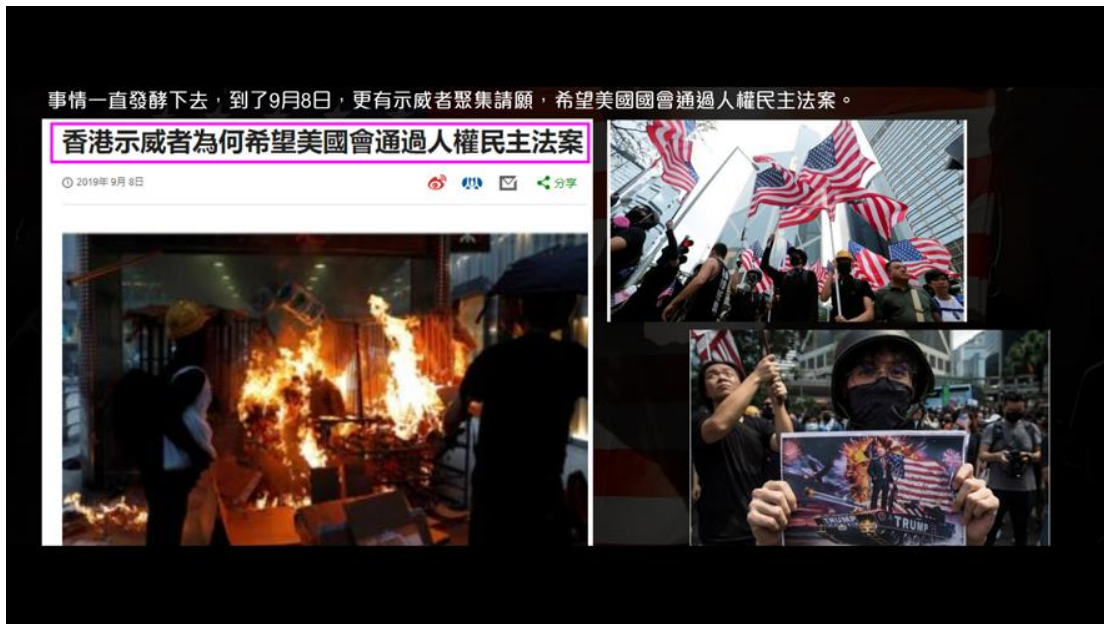 事情一直發酵下去，到了9月8日，更有示威者聚集請願，希望美國國會通過人權民主法案。
香港示威者為何希望美國會通過人權民主法案
2019年 9月 8日
分享
TRUMP
TRUMP